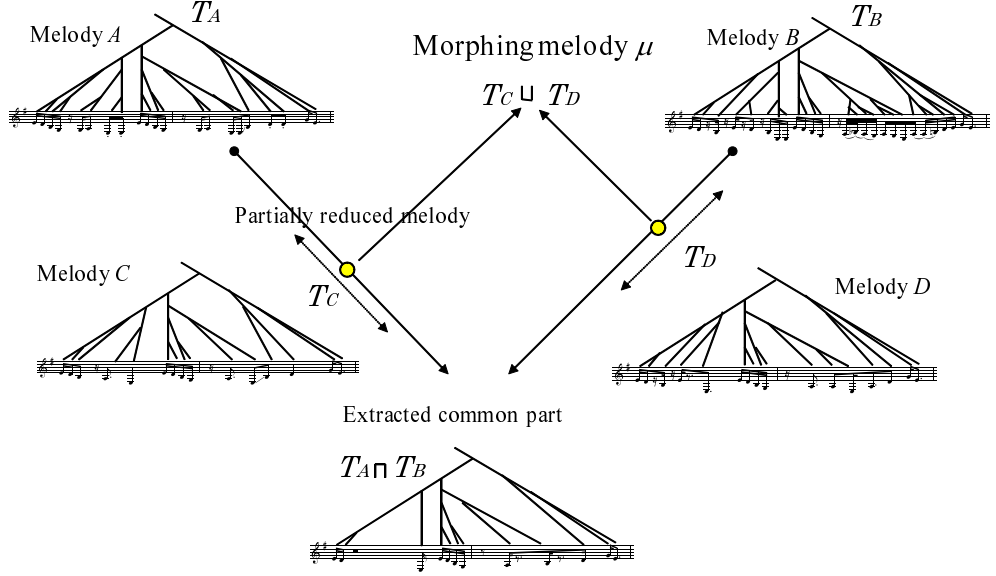 T_A
Melody A
T_B
Melody B
Morphing melody μ
T_C ⊔ T_D
Partially reduced melody
T_C
T_D
Melody C
Melody D
Extracted common part
T_A ⊓ T_B